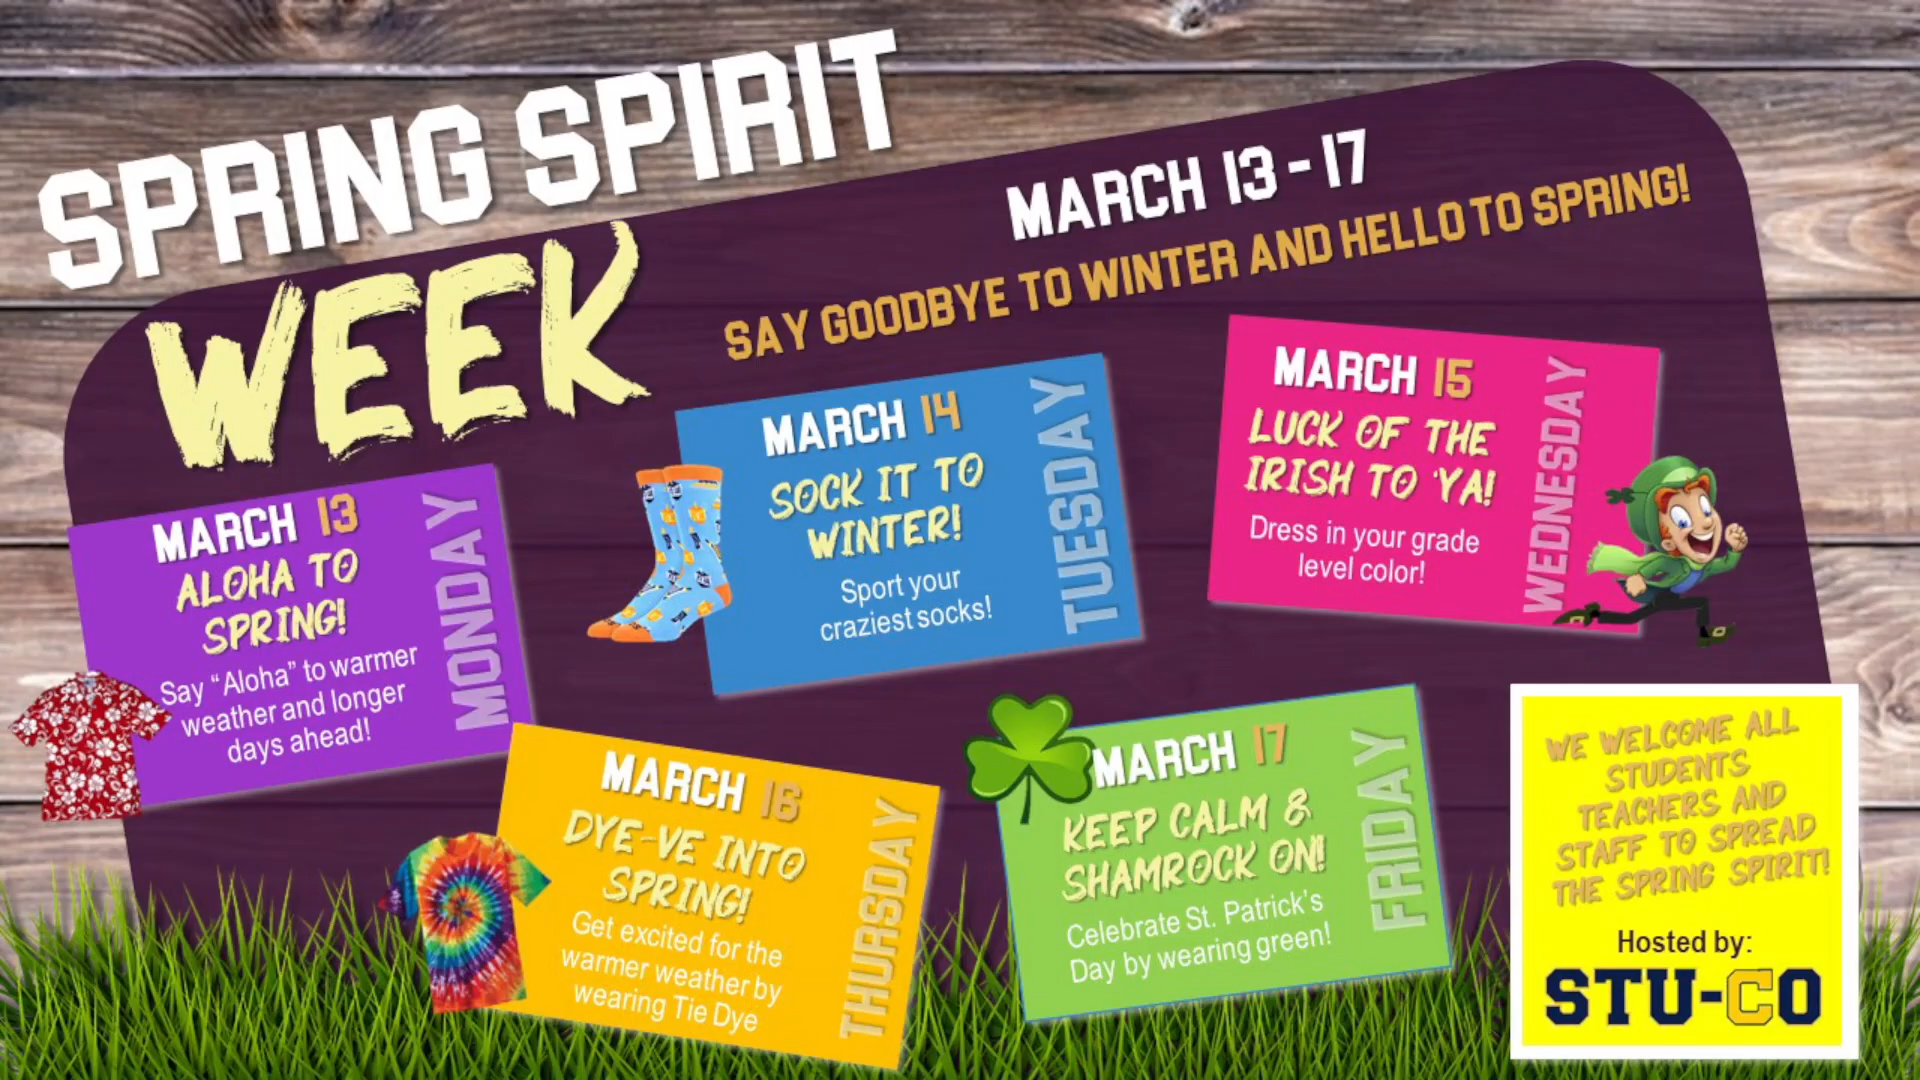 SPRING SPIRIT
WEEK
MARCH 13 - 17
SAY GOODBYE TO WINTER AND HELLO TO SPRING!
MARCH 13
ALOHA TO
SPRING!
Say “Aloha” to warmer
weather and longer
days ahead!
MONDAY
MARCH 14
SOCK IT TO
WINTER!
Sport your
craziest socks!
TUESDAY
MARCH 15
LUCK OF THE
IRISH TO 'YA!
Dress in your grade
level color!
WEDNESDAY
MARCH 16
DYE-VE INTO
SPRING!
Get excited for the
warmer weather by
wearing Tie Dye
THURSDAY
MARCH 17
KEEP CALM &
SHAMROCK ON!
Celebrate St. Patrick's
Day by wearing green!
FRIDAY
WE WELCOME ALL
STUDENTS
TEACHERS AND
STAFF TO SPREAD
THE SPRING SPIRIT!
Hosted by:
STU-CO